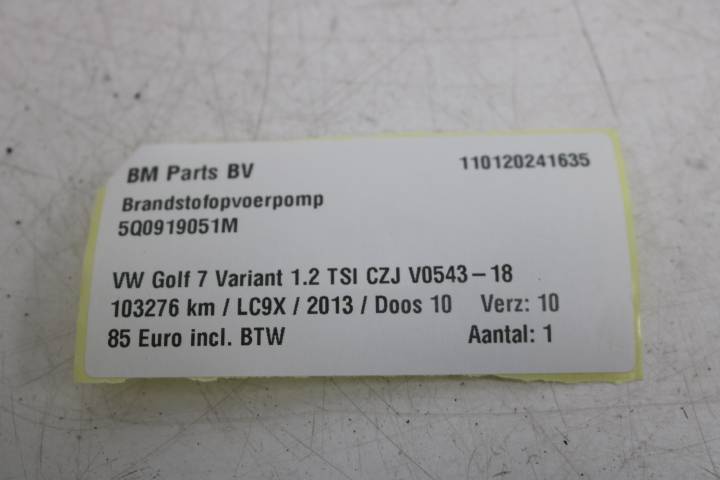 BM Parts BV 110120241635
Brandstofopvoerpomp
5Q0919051M
VW Golf 7 Variant 1.2 TSI CZJ V0543-18
103276 km / LC9X / 2013 / Doos 10 Verz: 10
85 Euro incl. BTW Aantal: 1